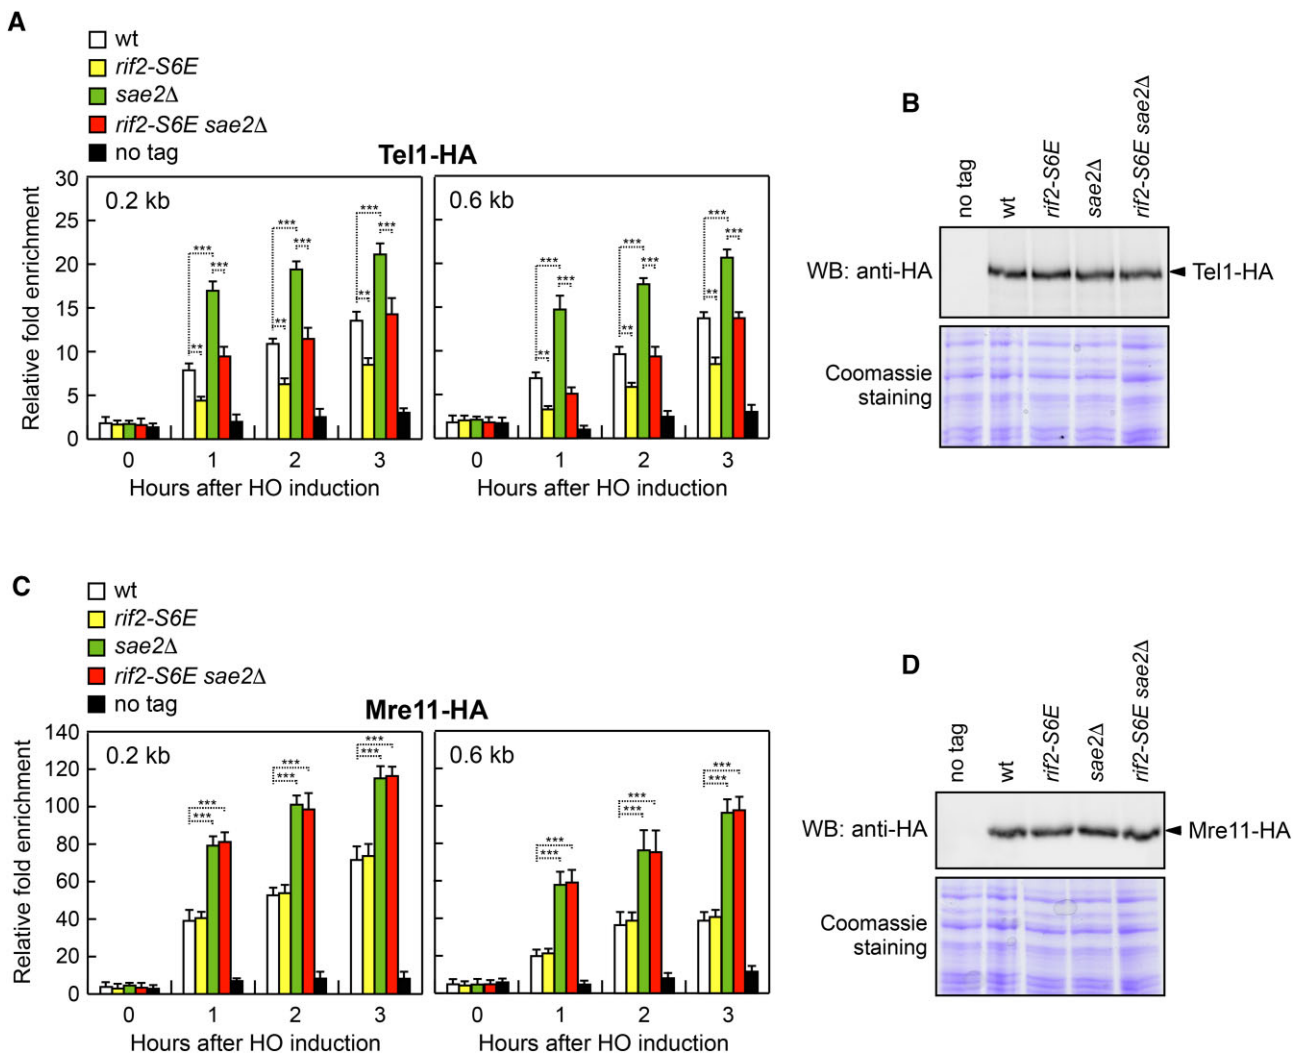 A
wt
rif2-S6E
sae2Δ
rif2-S6E sae2Δ
no tag
Tel1-HA
Relative fold enrichment
30
25
20
15
10
5
0
0.2 kb
*** *** **
*** *** **
*** *** **
0 1 2 3
Hours after HO induction
0.6 kb
*** *** **
*** *** **
*** *** **
0 1 2 3
Hours after HO induction
B
no tag
wt
rif2-S6E
sae2Δ
rif2-S6E sae2Δ
WB: anti-HA
Tel1-HA
Coomassie
staining
C
wt
rif2-S6E
sae2Δ
rif2-S6E sae2Δ
no tag
Mre11-HA
Relative fold enrichment
140
120
100
80
60
40
20
0
0.2 kb
*** ***
*** ***
*** ***
0 1 2 3
Hours after HO induction
0.6 kb
*** ***
*** ***
*** ***
0 1 2 3
Hours after HO induction
D
no tag
wt
rif2-S6E
sae2Δ
rif2-S6E sae2Δ
WB: anti-HA
Mre11-HA
Coomassie
staining